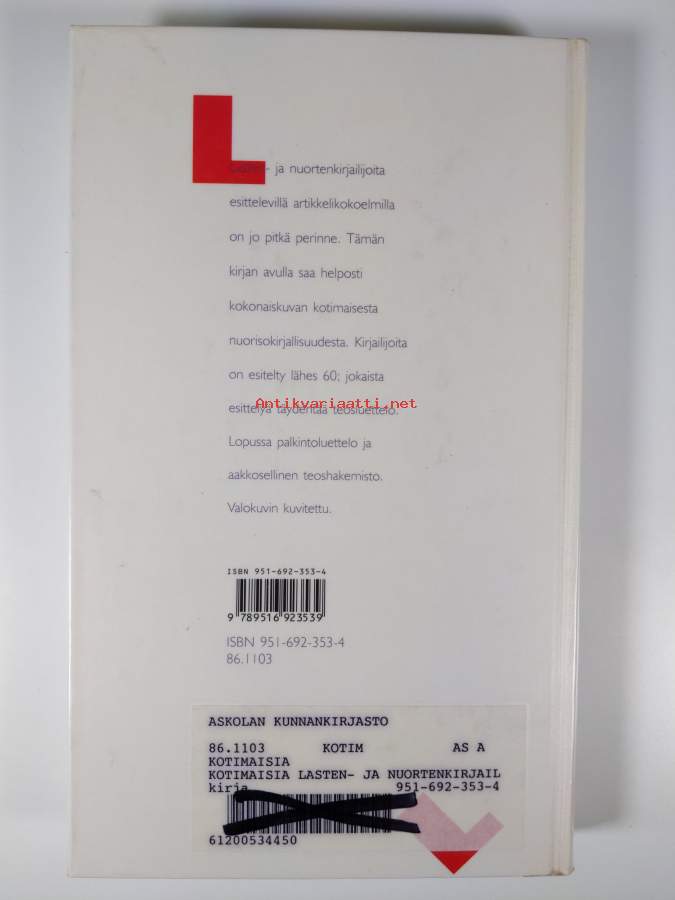 Lasten- ja nuortenkirjailijoita
esittelevillä artikkelikokoelmilla
on jo pitkä perinne. Tämän
kirjan avulla saa helposti
kokonaiskuvan kotimaisesta
nuorisokirjallisuudesta. Kirjailijoita
on esitelty lähes 60; jokaista
Antikvariaatti.net
esittelyä täydentää teosluettelo.
Lopussa palkintoluettelo ja
aakkosellinen teoshakemisto.
Valokuvin kuvitettu.
ISBN 951-692-353-4
9 789516 923539
ISBN 951-692-353-4
86.1103
ASKOLAN KUNNANKIRJASTO
86.1103 KOTIM AS A
KOTIMAISIA
KOTIMAISIA LASTEN- JA NUORTENKIRJAIL
kirja 951-692-353-4
61200534450